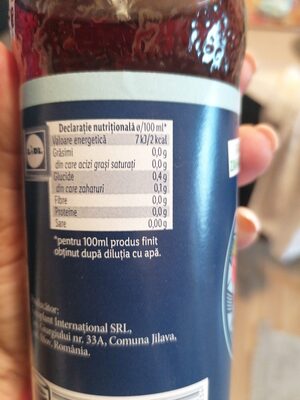 Declarație nutrițională ø/100 ml*
Valoare energetică 7 kJ/2 kcal
Grăsimi 0,0 g
din care acizi grași saturați 0,0 g
Glucide 0,4 g
din care zaharuri 0,1 g
Fibre 0,0 g
Proteine 0,0 g
Sare 0,00 g
LIDL
*pentru 100ml produs finit
obținut după diluția cu apă.
International SRL,
nr. 33A, Comuna Jilava,
România.